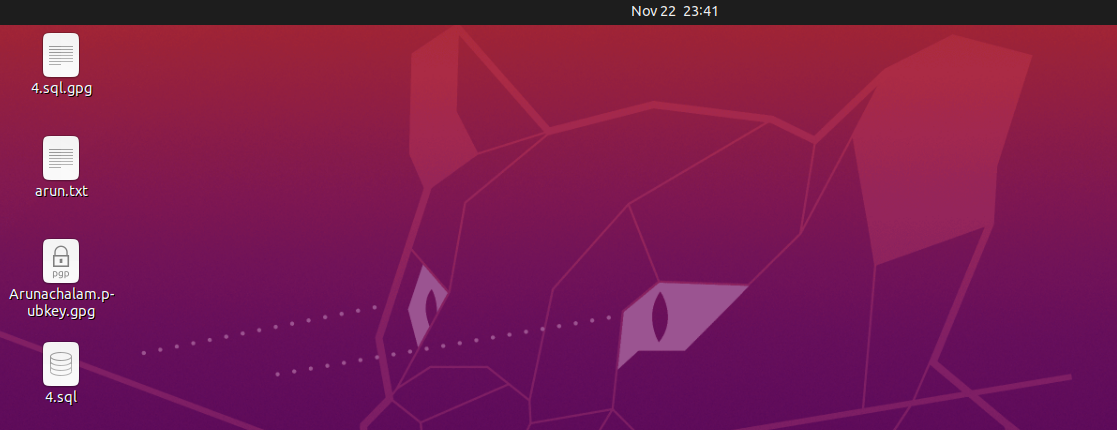 Nov 22 23:41
4.sql.gpg
arun.txt
pgp
Arunachalam.p-
ubkey.gpg
4.sql